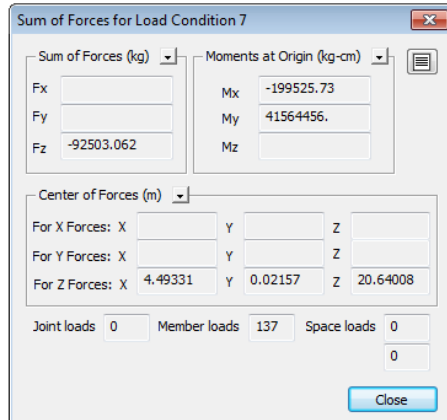 Sum of Forces for Load Condition 7
Sum of Forces (kg)
Moments at Origin (kg-cm)
Fx
Mx -199525.73
Fy
My 41564456.
Fz -92503.062
Mz
Center of Forces (m)
For X Forces: X Y Z
For Y Forces: X Y Z
For Z Forces: X 4.49331 Y 0.02157 Z 20.64008
Joint loads 0 Member loads 137 Space loads 0
0
Close